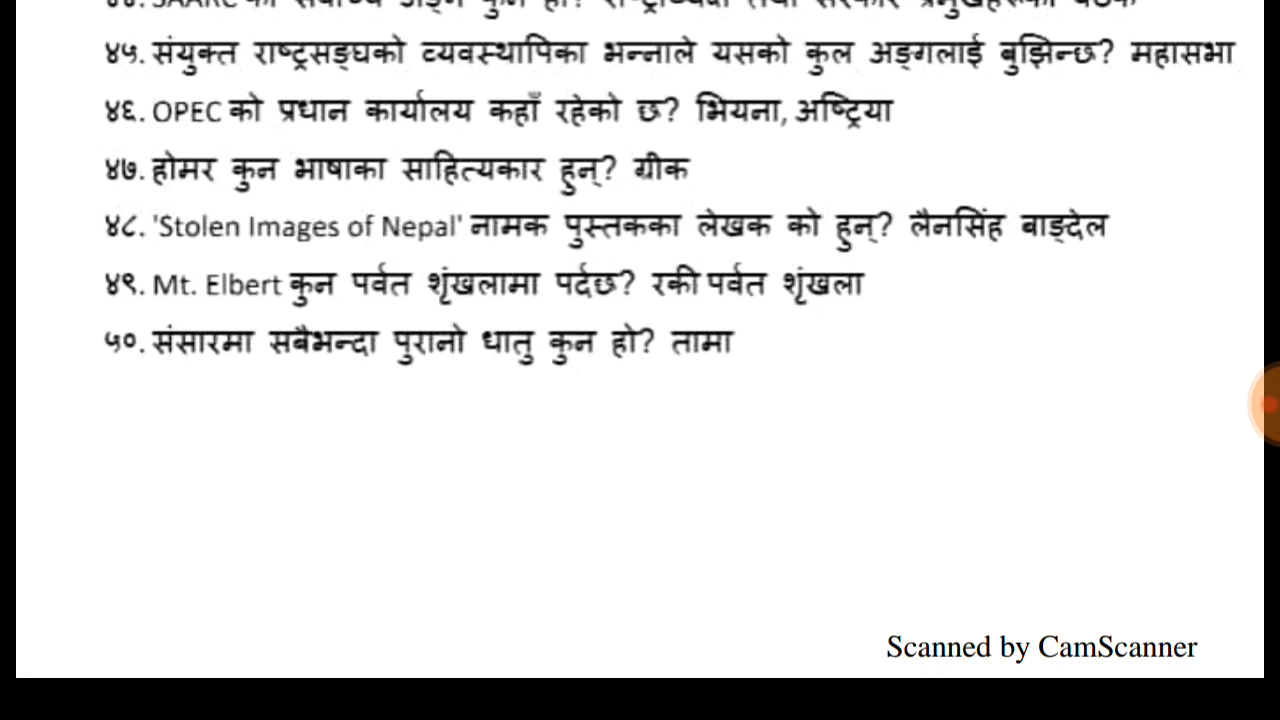 ४५. संयुक्त राष्ट्रसङ्घको व्यवस्थापिका भन्नाले यसको कुल अङ्गलाई बुझिन्छ? महासभा
४६. OPEC को प्रधान कार्यालय कहाँ रहेको छ? भियना, अष्ट्रिया
४७. होमर कुन भाषाका साहित्यकार हुन्? ग्रीक
४८. 'Stolen Images of Nepal' नामक पुस्तकका लेखक को हुन्? लैनसिंह बाङ्देल
४९. Mt. Elbert कुन पर्वत शृंखलामा पर्दछ? रकी पर्वत शृंखला
५०. संसारमा सबैभन्दा पुरानो धातु कुन हो? तामा
Scanned by CamScanner